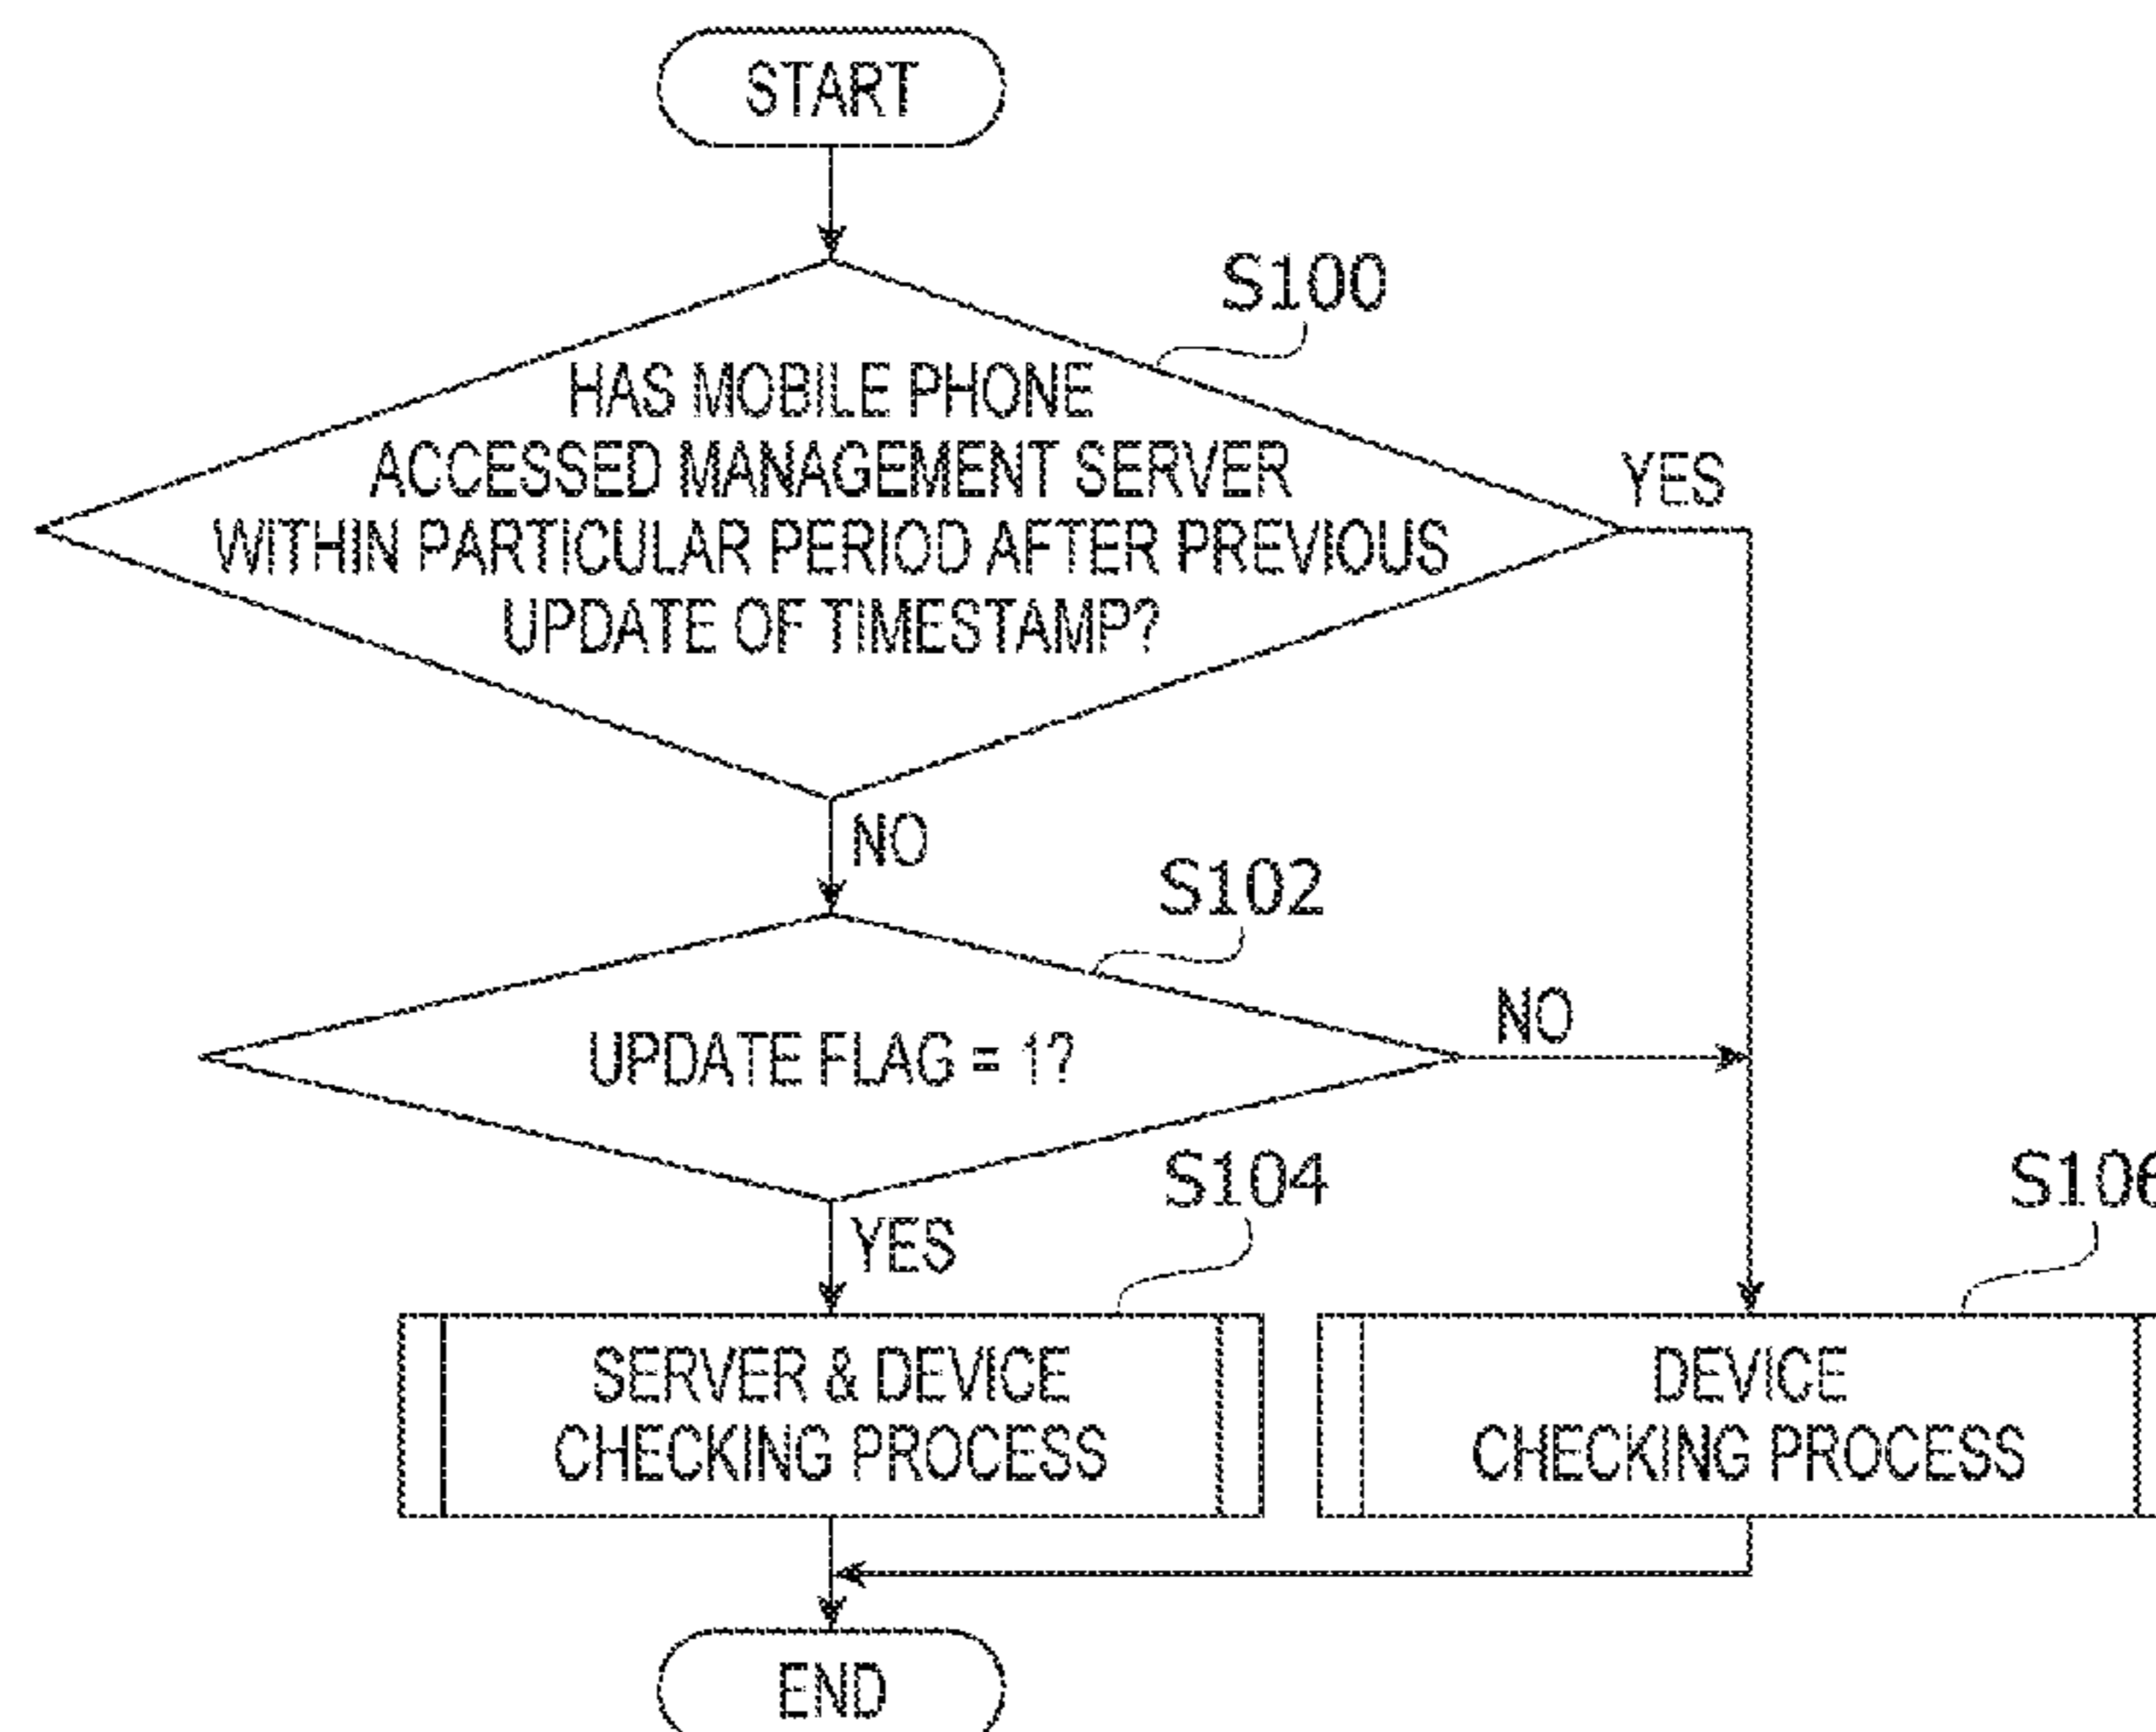 START
S100
HAS MOBILE PHONE
ACCESSED MANAGEMENT SERVER
WITHIN PARTICULAR PERIOD AFTER PREVIOUS
UPDATE OF TIMESTAMP?
YES
NO
S102
UPDATE FLAG = 1?
NO
YES
S104
SERVER & DEVICE
CHECKING PROCESS
S106
DEVICE
CHECKING PROCESS
END